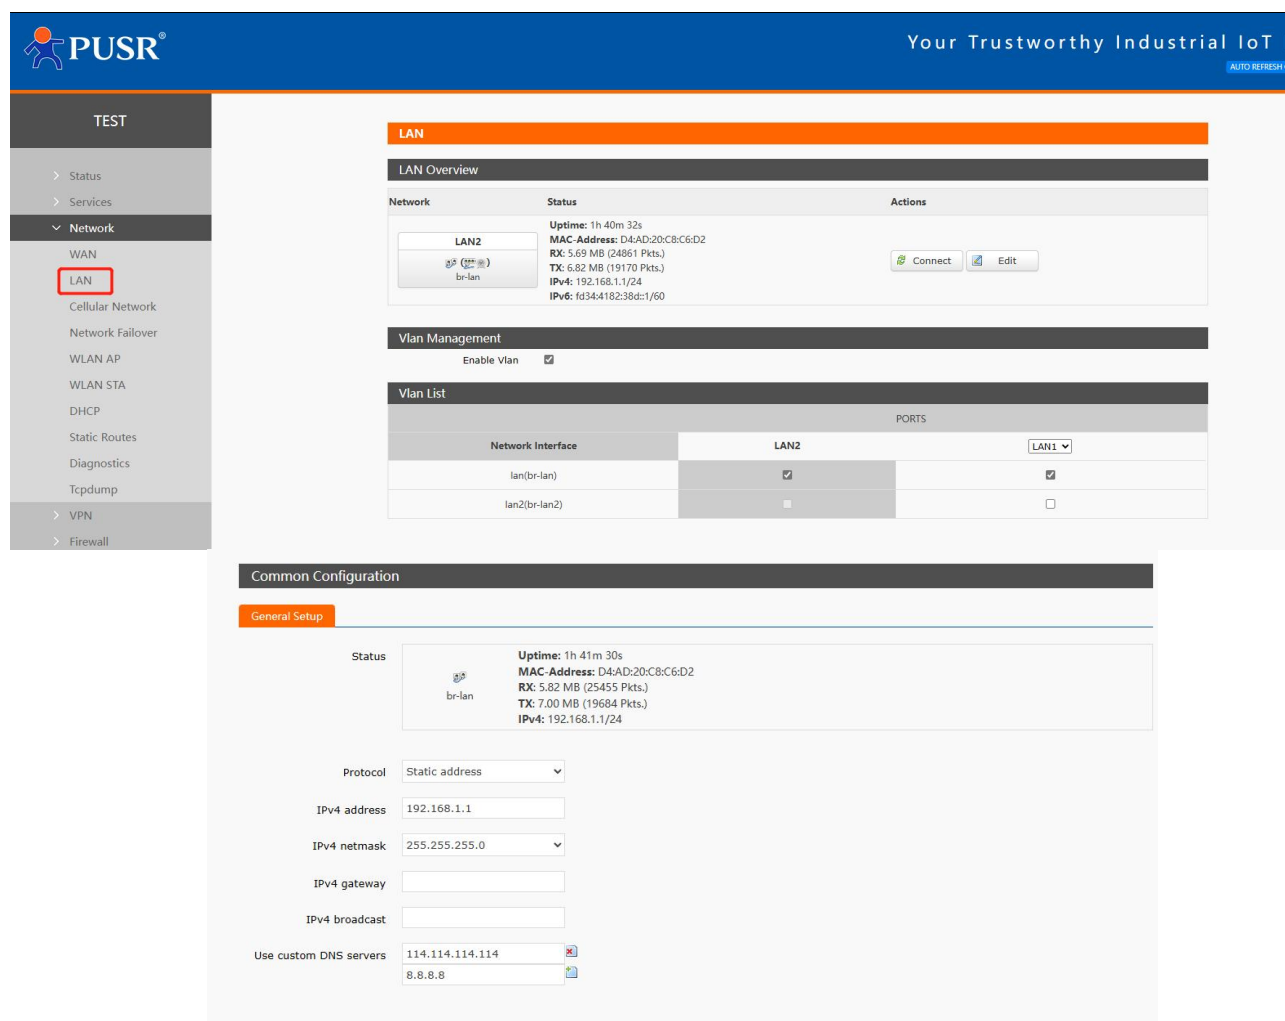 PUSR®
Your Trustworthy Industrial IoT
AUTO REFRESH
TEST
Status
Services
Network
WAN
LAN
Cellular Network
Network Failover
WLAN AP
WLAN STA
DHCP
Static Routes
Diagnostics
Tcpdump
VPN
Firewall
LAN
LAN Overview
Network Status Actions
LAN2
br-lan
Uptime: 1h 40m 32s
MAC-Address: D4:AD:20:C8:C6:D2
RX: 5.69 MB (24861 Pkts.)
TX: 6.82 MB (19170 Pkts.)
IPv4: 192.168.1.1/24
IPv6: fd34:4182:38d::1/60
Connect Edit
Vlan Management
Enable Vlan
Vlan List
PORTS
Network Interface LAN2 LAN1
lan(br-lan)
lan2(br-lan2)
Common Configuration
General Setup
Status
br-lan
Uptime: 1h 41m 30s
MAC-Address: D4:AD:20:C8:C6:D2
RX: 5.82 MB (25455 Pkts.)
TX: 7.00 MB (19684 Pkts.)
IPv4: 192.168.1.1/24
Protocol Static address
IPv4 address 192.168.1.1
IPv4 netmask 255.255.255.0
IPv4 gateway
IPv4 broadcast
Use custom DNS servers 114.114.114.114
8.8.8.8